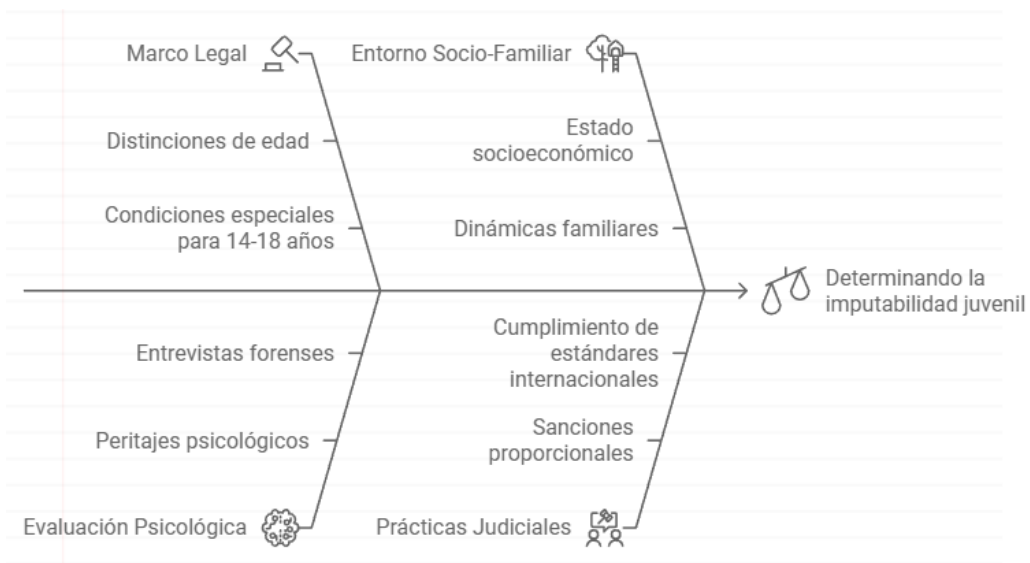 Marco Legal
Entorno Socio-Familiar
Distinciones de edad
Estado
socioeconómico
Condiciones especiales
para 14-18 años
Dinámicas familiares
Determinando la
imputabilidad juvenil
Entrevistas forenses
Cumplimiento de
estándares
internacionales
Peritajes psicológicos
Sanciones
proporcionales
Evaluación Psicológica
Prácticas Judiciales